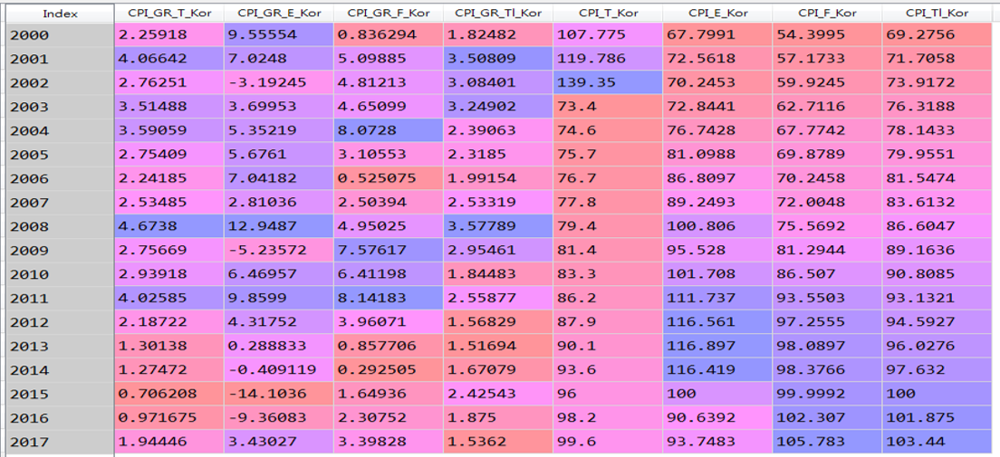 Index CPI_GR_T_Kor CPI_GR_E_Kor CPI_GR_F_Kor CPI_GR_Tl_Kor CPI_T_Kor CPI_E_Kor CPI_F_Kor CPI_Tl_Kor
2000 2.25918 9.55554 0.836294 1.82482 107.775 67.7991 54.3995 69.2756
2001 4.06642 7.0248 5.09885 3.50809 119.786 72.5618 57.1733 71.7058
2002 2.76251 -3.19245 4.81213 3.08401 139.35 70.2453 59.9245 73.9172
2003 3.51488 3.69953 4.65099 3.24902 73.4 72.8441 62.7116 76.3188
2004 3.59059 5.35219 8.0728 2.39063 74.6 76.7428 67.7742 78.1433
2005 2.75409 5.6761 3.10553 2.3185 75.7 81.0988 69.8789 79.9551
2006 2.24185 7.04182 0.525075 1.99154 76.7 86.8097 70.2458 81.5474
2007 2.53485 2.81036 2.50394 2.53319 77.8 89.2493 72.0048 83.6132
2008 4.6738 12.9487 4.95025 3.57789 79.4 100.806 75.5692 86.6047
2009 2.75669 -5.23572 7.57617 2.95461 81.4 95.528 81.2944 89.1636
2010 2.93918 6.46957 6.41198 1.84483 83.3 101.708 86.507 90.8085
2011 4.02585 9.8599 8.14183 2.55877 86.2 111.737 93.5503 93.1321
2012 2.18722 4.31752 3.96071 1.56829 87.9 116.561 97.2555 94.5927
2013 1.30138 0.288833 0.857706 1.51694 90.1 116.897 98.0897 96.0276
2014 1.27472 -0.409119 0.292505 1.67079 93.6 116.419 98.3766 97.632
2015 0.706208 -14.1036 1.64936 2.42543 96 100 99.9992 100
2016 0.971675 -9.36083 2.30752 1.875 98.2 90.6392 102.307 101.875
2017 1.94446 3.43027 3.39828 1.5362 99.6 93.7483 105.783 103.44